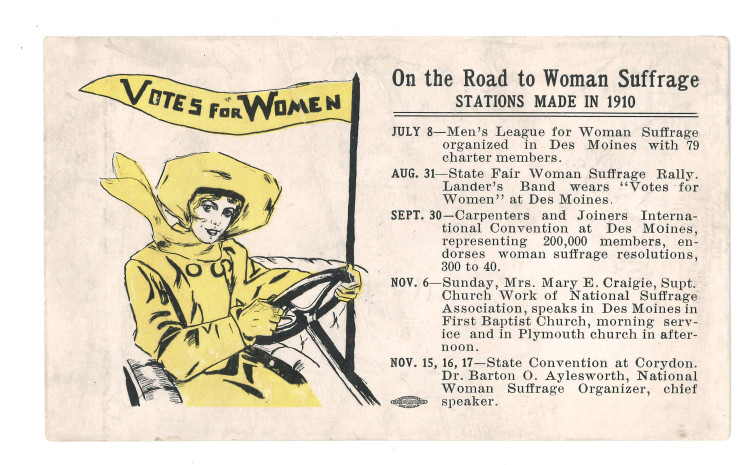 VOTES FOR WOMEN
On the Road to Woman Suffrage
STATIONS MADE IN 1910
JULY 8—Men's League for Woman Suffrage
organized in Des Moines with 79
charter members.
AUG. 31—State Fair Woman Suffrage Rally.
Lander's Band wears "Votes for
Women" at Des Moines.
SEPT. 30—Carpenters and Joiners Interna-
tional Convention at Des Moines,
representing 200,000 members, en-
dorses woman suffrage resolutions,
300 to 40.
NOV. 6—Sunday, Mrs. Mary E. Craigie, Supt.
Church Work of National Suffrage
Association, speaks in Des Moines in
First Baptist Church, morning serv-
ice and in Plymouth church in after-
noon.
NOV. 15, 16, 17—State Convention at Corydon.
Dr. Barton O. Aylesworth, National
Woman Suffrage Organizer, chief
speaker.